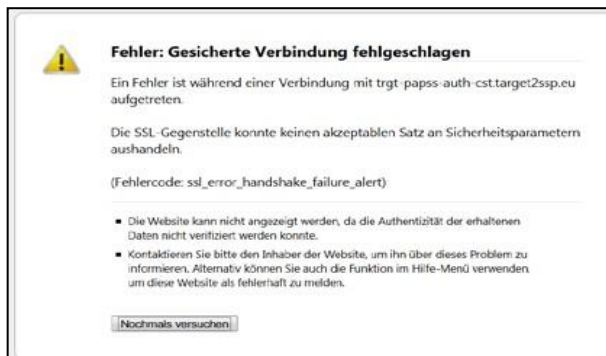 Fehler: Gesicherte Verbindung fehlgeschlagen
Ein Fehler ist während einer Verbindung mit trgt-papss-auth-cst.target2ssp.eu
aufgetreten.
Die SSL-Gegenstelle konnte keinen akzeptablen Satz an Sicherheitsparametern
aushandeln.
(Fehlercode: ssl_error_handshake_failure_alert)
▪ Die Website kann nicht angezeigt werden, da die Authentizität der erhaltenen
Daten nicht verifiziert werden konnte.
▪ Kontaktieren Sie bitte den Inhaber der Website, um ihn über dieses Problem zu
informieren. Alternativ können Sie auch die Funktion im Hilfe-Menü verwenden,
um diese Website als fehlerhaft zu melden.
Nochmals versuchen